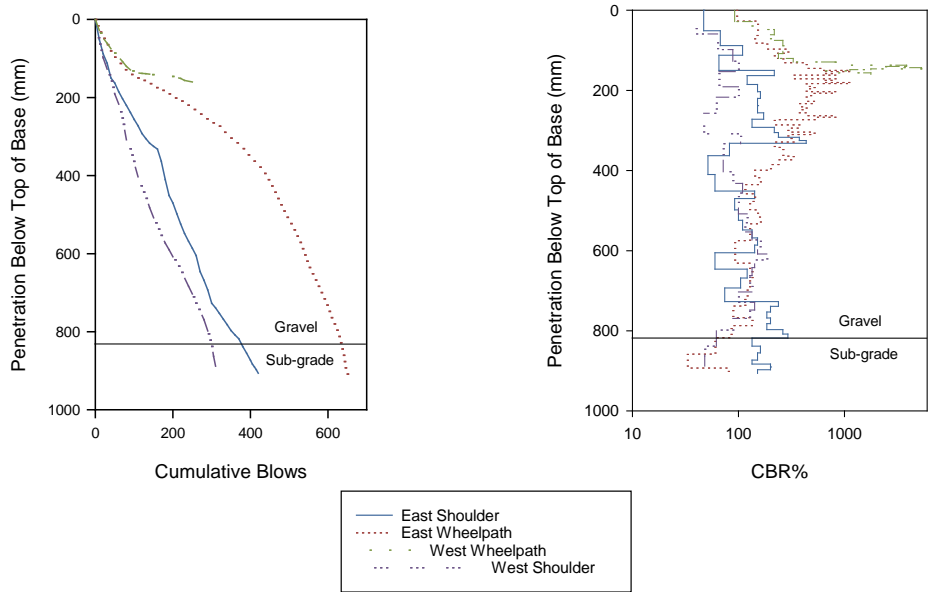 Penetration Below Top of Base (mm)
0
200
400
600
800
1000
Gravel
Sub-grade
0
200
400
600
Cumulative Blows
Penetration Below Top of Base (mm)
0
200
400
600
800
1000
Gravel
Sub-grade
10
100
1000
CBR%
East Shoulder
East Wheelpath
West Wheelpath
West Shoulder